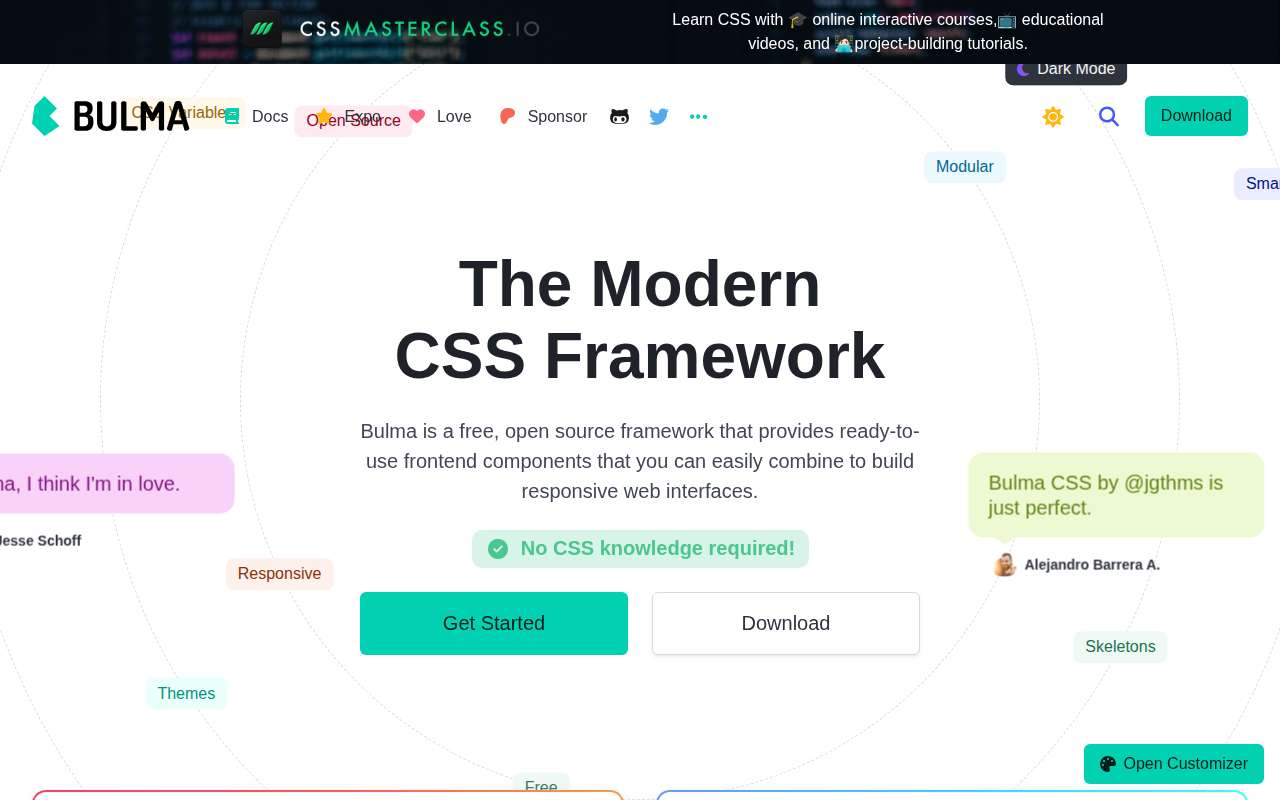 CSSMASTERCLASS.IO
Learn CSS with 🎓 online interactive courses,📺 educational
videos, and 🧑🏻‍💻project-building tutorials.
Dark Mode
BULMA
CSS Variables
Docs
Open Source
Expo
Love
Sponsor
Download
Modular
The Modern
CSS Framework
Bulma is a free, open source framework that provides ready-to-
use frontend components that you can easily combine to build
responsive web interfaces.
I think I'm in love.
Jesse Schoff
Bulma CSS by @jgthms is
just perfect.
Alejandro Barrera A.
No CSS knowledge required!
Responsive
Get Started
Download
Skeletons
Themes
Open Customizer
Free